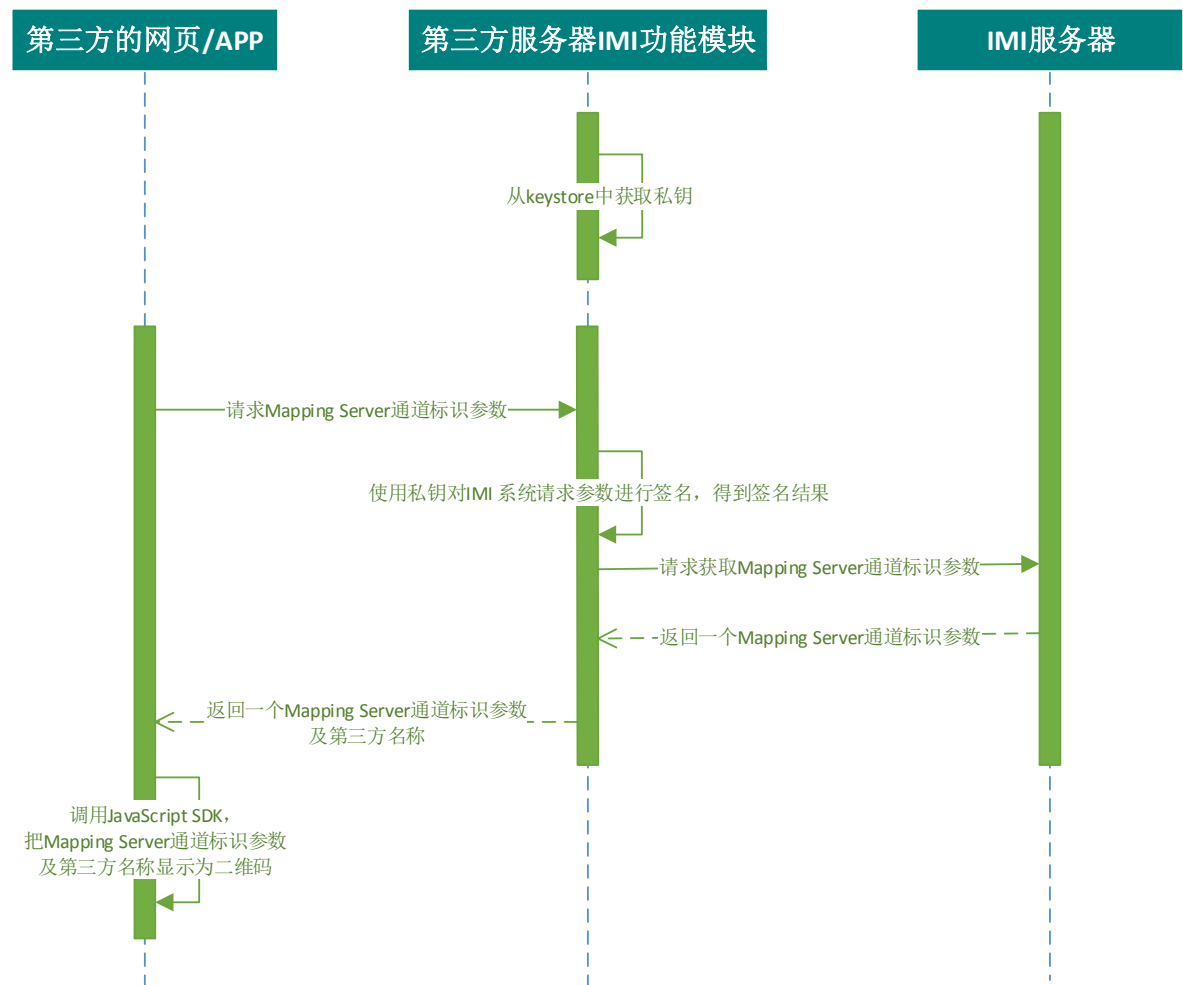 第三方的网页/APP
第三方服务器IMI功能模块
IMI服务器
从keystore中获取私钥
请求Mapping Server通道标识参数
使用私钥对IMI 系统请求参数进行签名，得到签名结果
请求获取Mapping Server通道标识参数
返回一个Mapping Server通道标识参数
返回一个Mapping Server通道标识参数
及第三方名称
调用JavaScript SDK，
把Mapping Server通道标识参数
及第三方名称显示为二维码